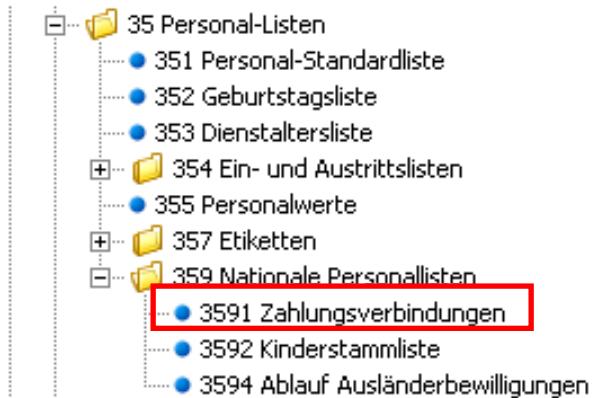 35 Personal-Listen
351 Personal-Standardliste
352 Geburtstagsliste
353 Dienstaltersliste
354 Ein- und Austrittslisten
355 Personalwerte
357 Etiketten
359 Nationale Personallisten
3591 Zahlungsverbindungen
3592 Kinderstammliste
3594 Ablauf Ausländerbewilligungen